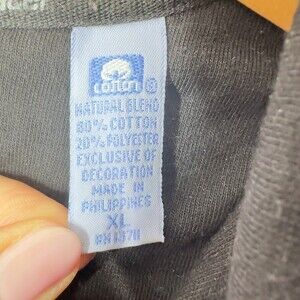 cotton ®
NATURAL BLEND
80% COTTON
20% POLYESTER
EXCLUSIVE OF
DECORATION
MADE IN
PHILIPPINES
XL